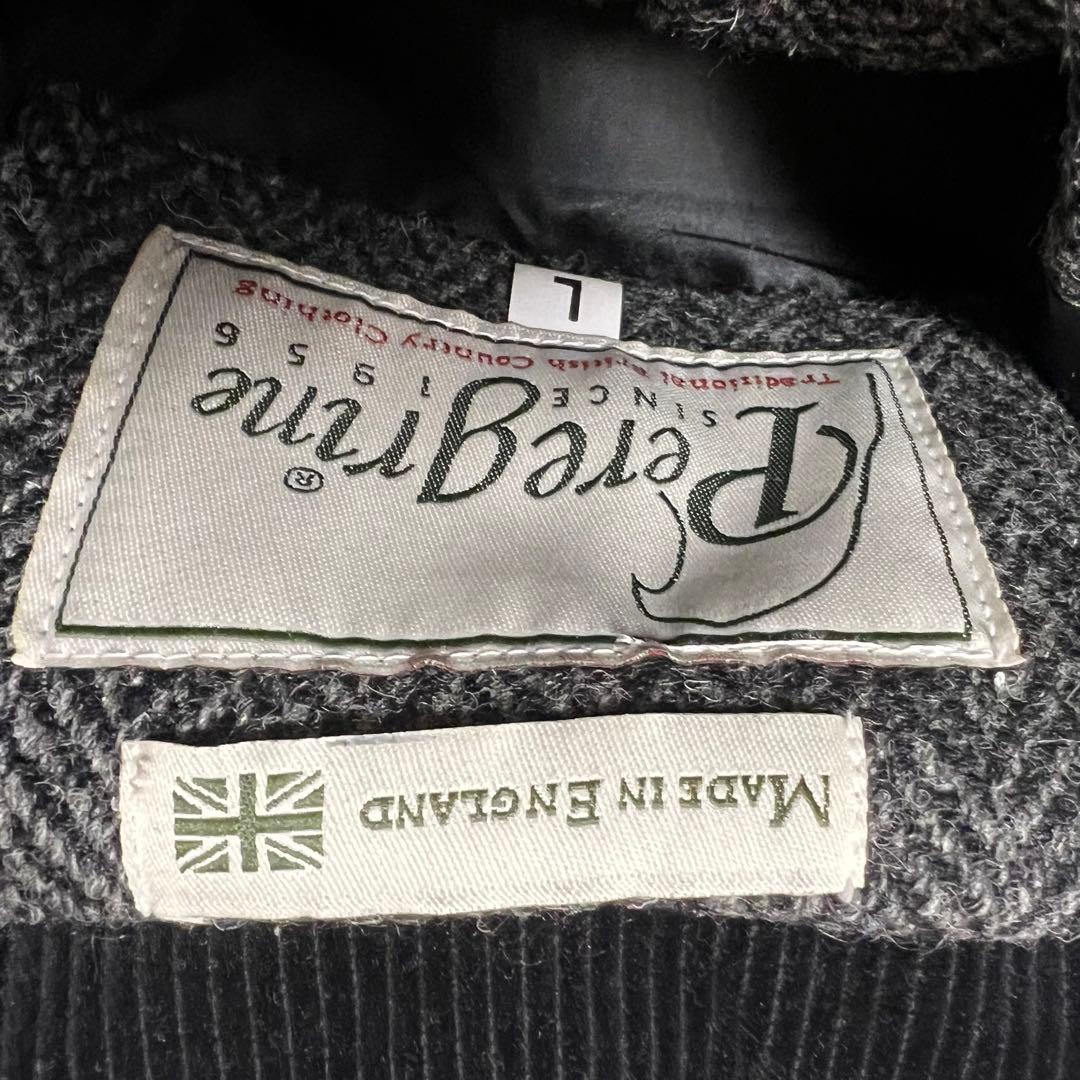 MADE IN ENGLAND
Peregrine®
SINCE 1956
Traditional British Country Clothing
L